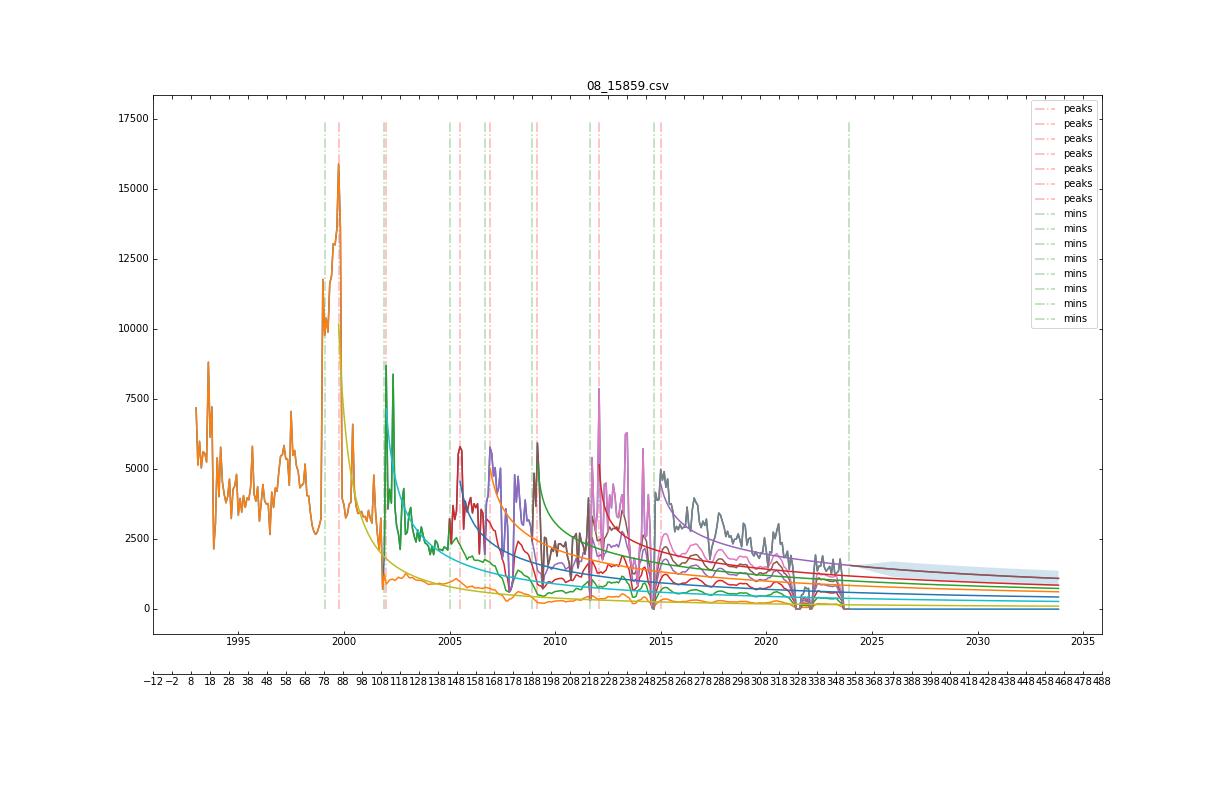 08_15859.csv
peaks
peaks
peaks
peaks
peaks
peaks
peaks
mins
mins
mins
mins
mins
mins
mins
mins
17500
15000
12500
10000
7500
5000
2500
0
1995 2000 2005 2010 2015 2020 2025 2030 2035
−12 −2 8 18 28 38 48 58 68 78 88 98 108 118 128 138 148 158 168 178 188 198 208 218 228 238 248 258 268 278 288 298 308 318 328 338 348 358 368 378 388 398 408 418 428 438 448 458 468 478 488